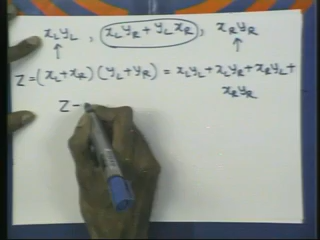 x_L y_L , x_L y_R + y_L x_R , x_R y_R
z = (x_L + x_R) (y_L + y_R) = x_L y_L + x_L y_R + x_R y_L +
x_R y_R
z -